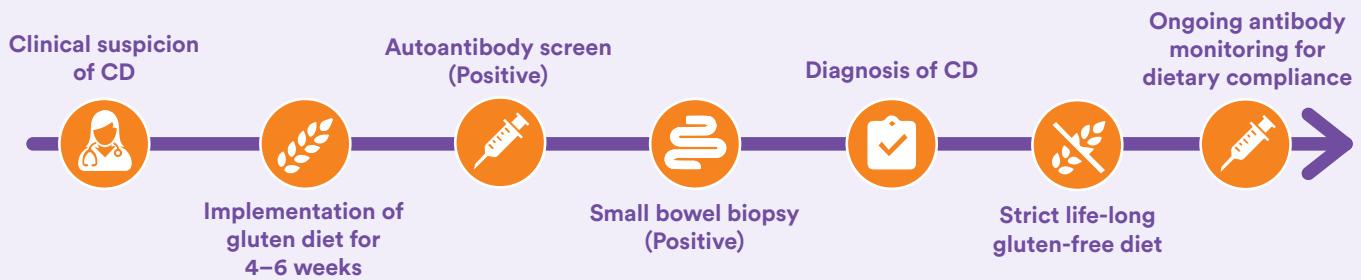 Clinical suspicion
of CD
Implementation of
gluten diet for
4–6 weeks
Autoantibody screen
(Positive)
Small bowel biopsy
(Positive)
Diagnosis of CD
Strict life-long
gluten-free diet
Ongoing antibody
monitoring for
dietary compliance